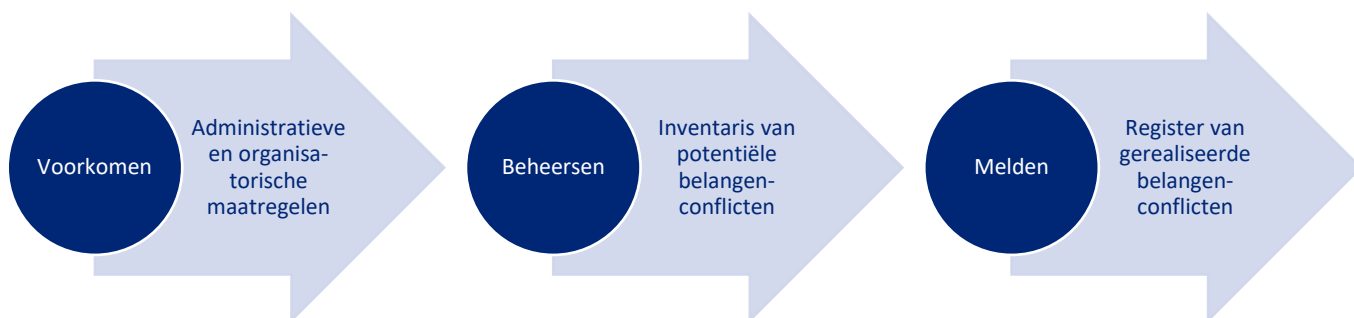 Voorkomen
Administratieve
en organisa-
torische
maatregelen
Beheersen
Inventaris van
potentiële
belangen-
conflicten
Melden
Register van
gerealiseerde
belangen-
conflicten